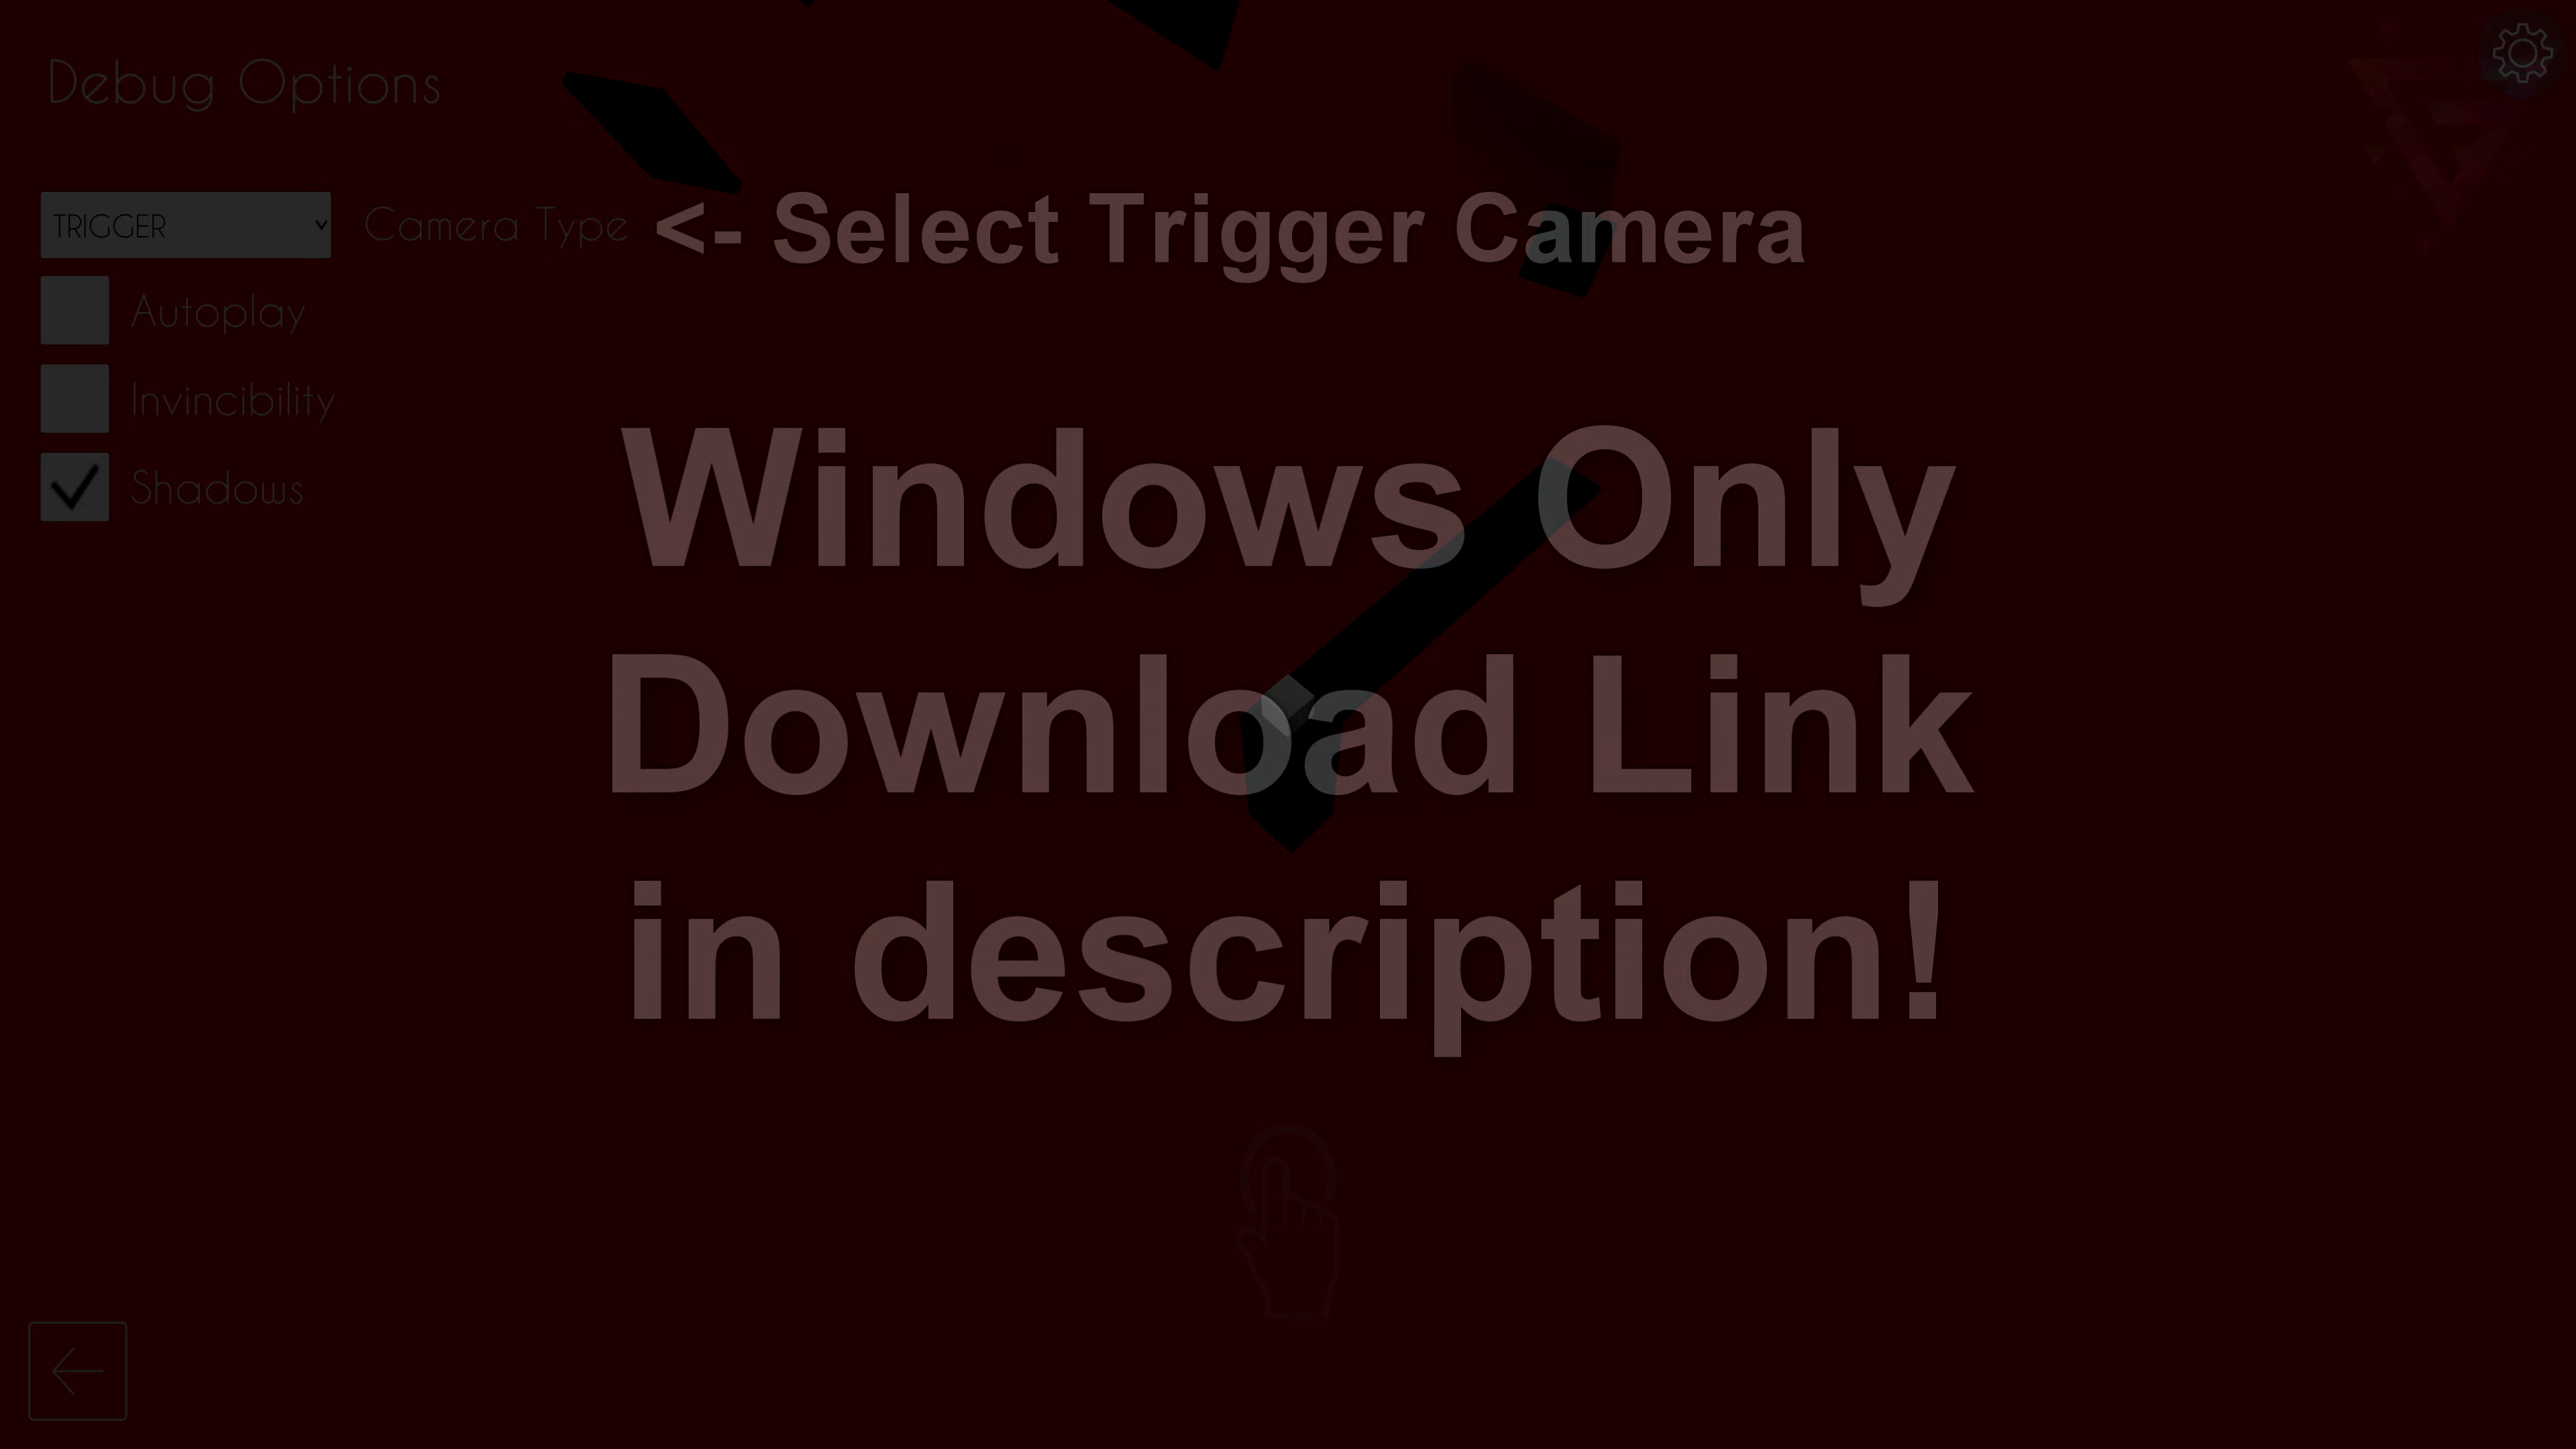 Debug Options
TRIGGER
Camera Type
<- Select Trigger Camera
Autoplay
Invincibility
Shadows
Windows Only
Download Link
in description!